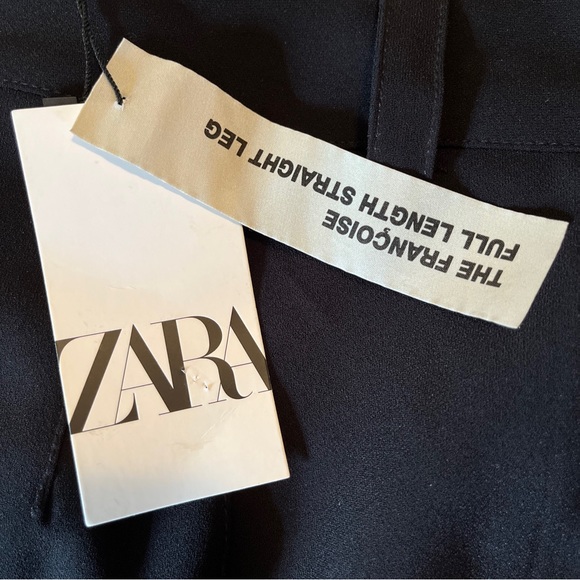 THE FRANÇOISE
FULL LENGTH STRAIGHT LEG
ZARA